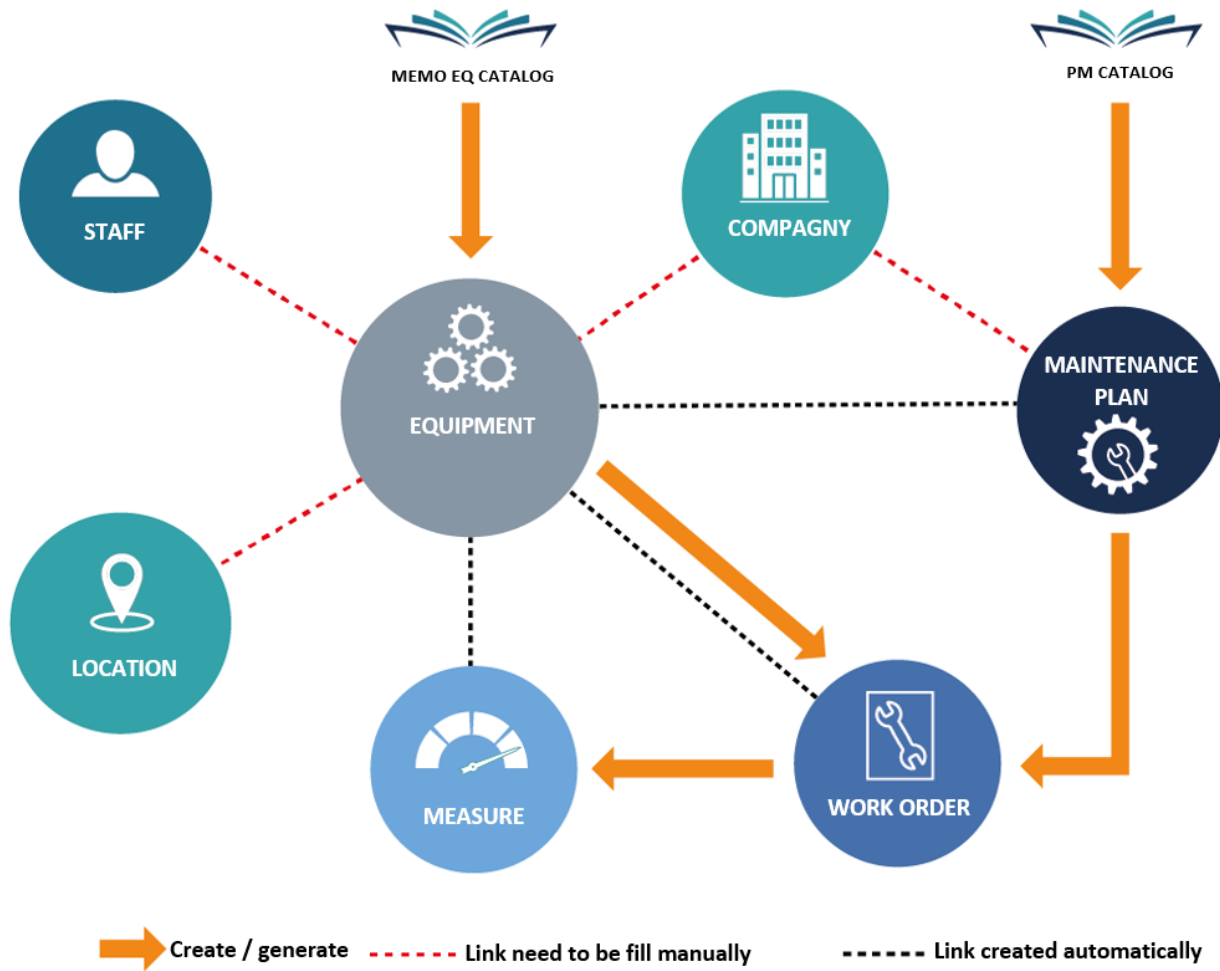 MEMO EQ CATALOG
PM CATALOG
STAFF
COMPAGNY
MAINTENANCE
PLAN
EQUIPMENT
LOCATION
MEASURE
WORK ORDER
Create / generate
Link need to be fill manually
Link created automatically